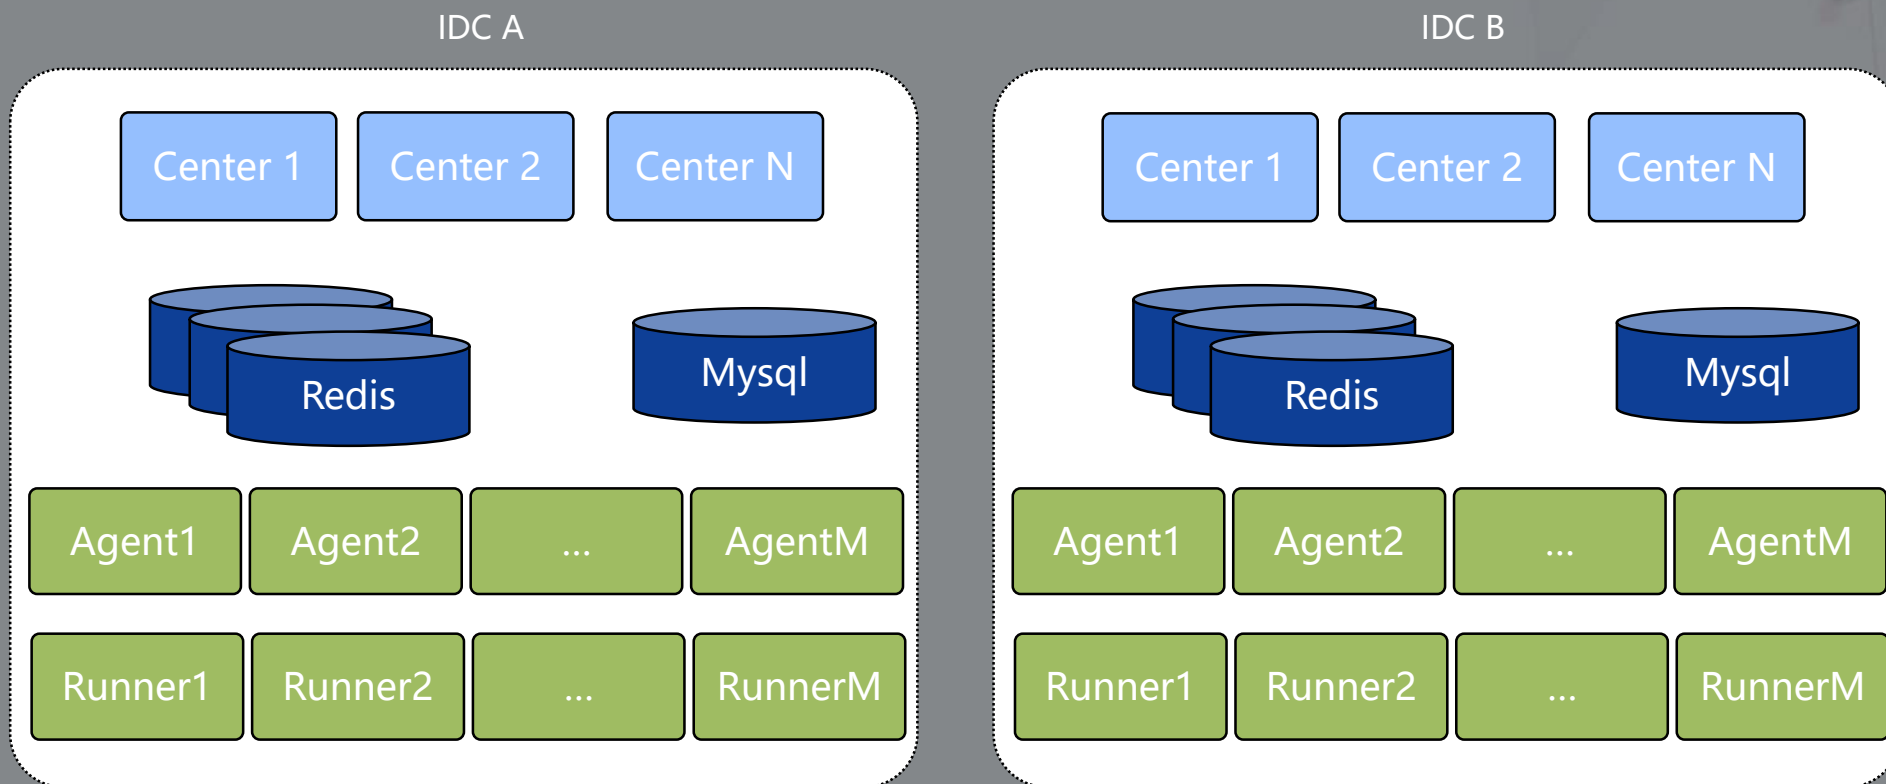 IDC A
Center 1 Center 2 Center N
Redis Mysql
Agent1 Agent2 ... AgentM
Runner1 Runner2 ... RunnerM
IDC B
Center 1 Center 2 Center N
Redis Mysql
Agent1 Agent2 ... AgentM
Runner1 Runner2 ... RunnerM